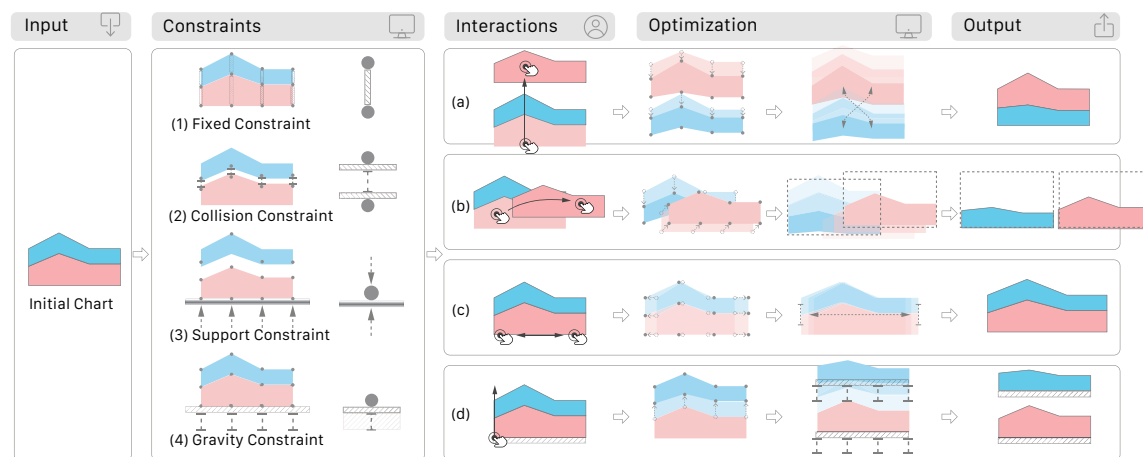 Input
Constraints
Interactions
Optimization
Output
Initial Chart
(1) Fixed Constraint
(2) Collision Constraint
(3) Support Constraint
(4) Gravity Constraint
(a)
(b)
(c)
(d)